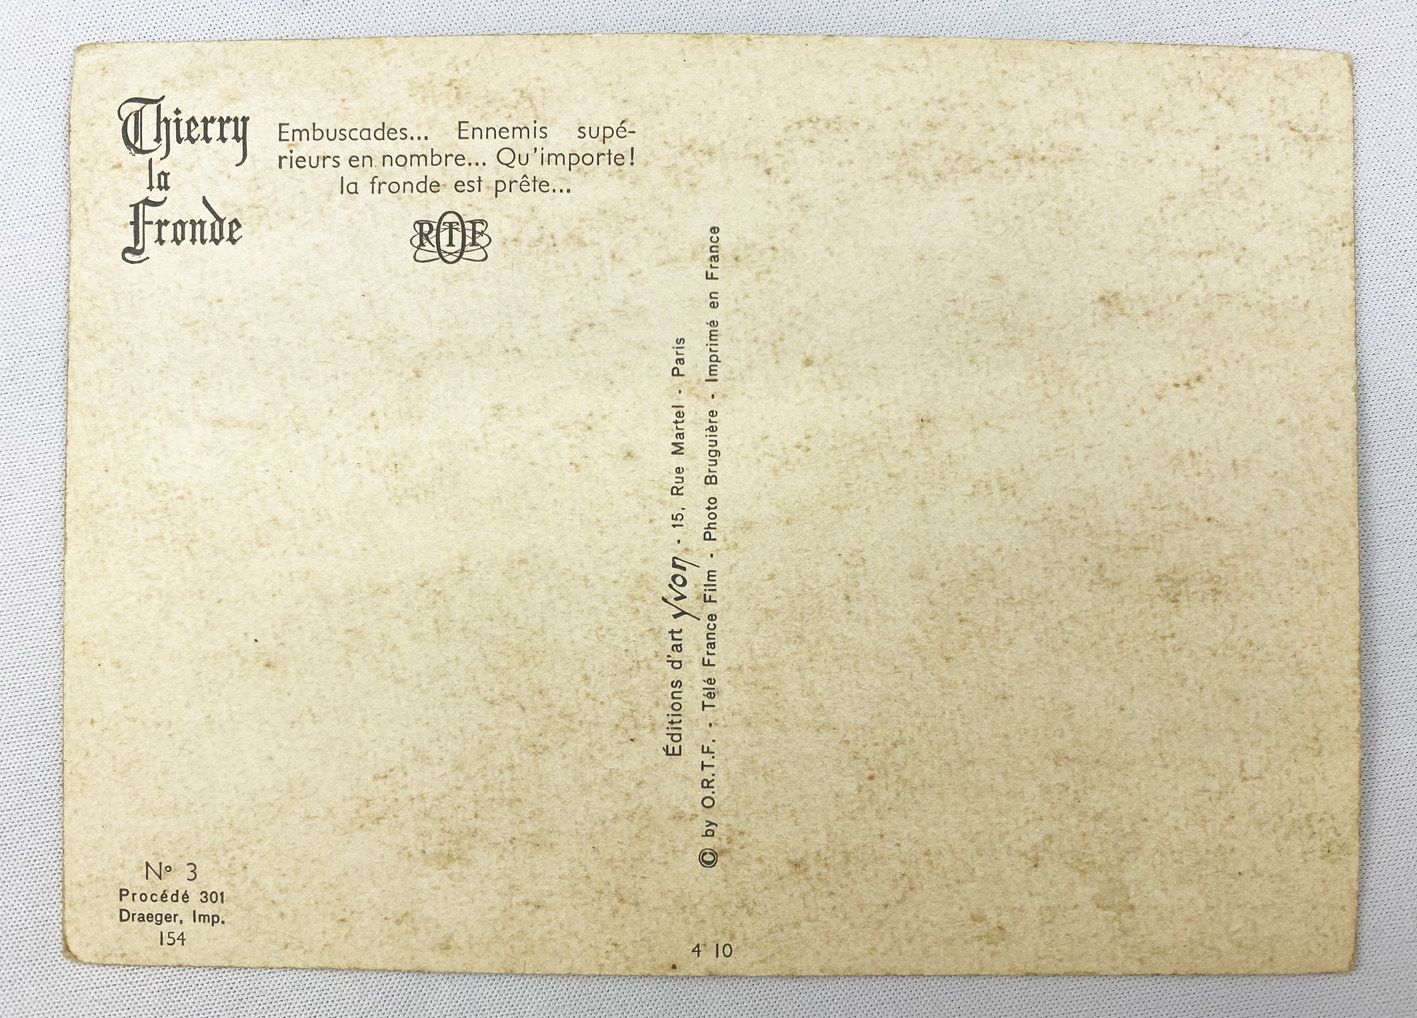 Thierry
la
Fronde
Embuscades... Ennemis supé-
rieurs en nombre... Qu'importe!
la fronde est prête...
RTF
Éditions d'art yvon - 15, Rue Martel - Paris
© by O.R.T.F. - Télé France Film - Photo Bruguière - Imprimé en France
N° 3
Procédé 301
Draeger, Imp.
154
4 10